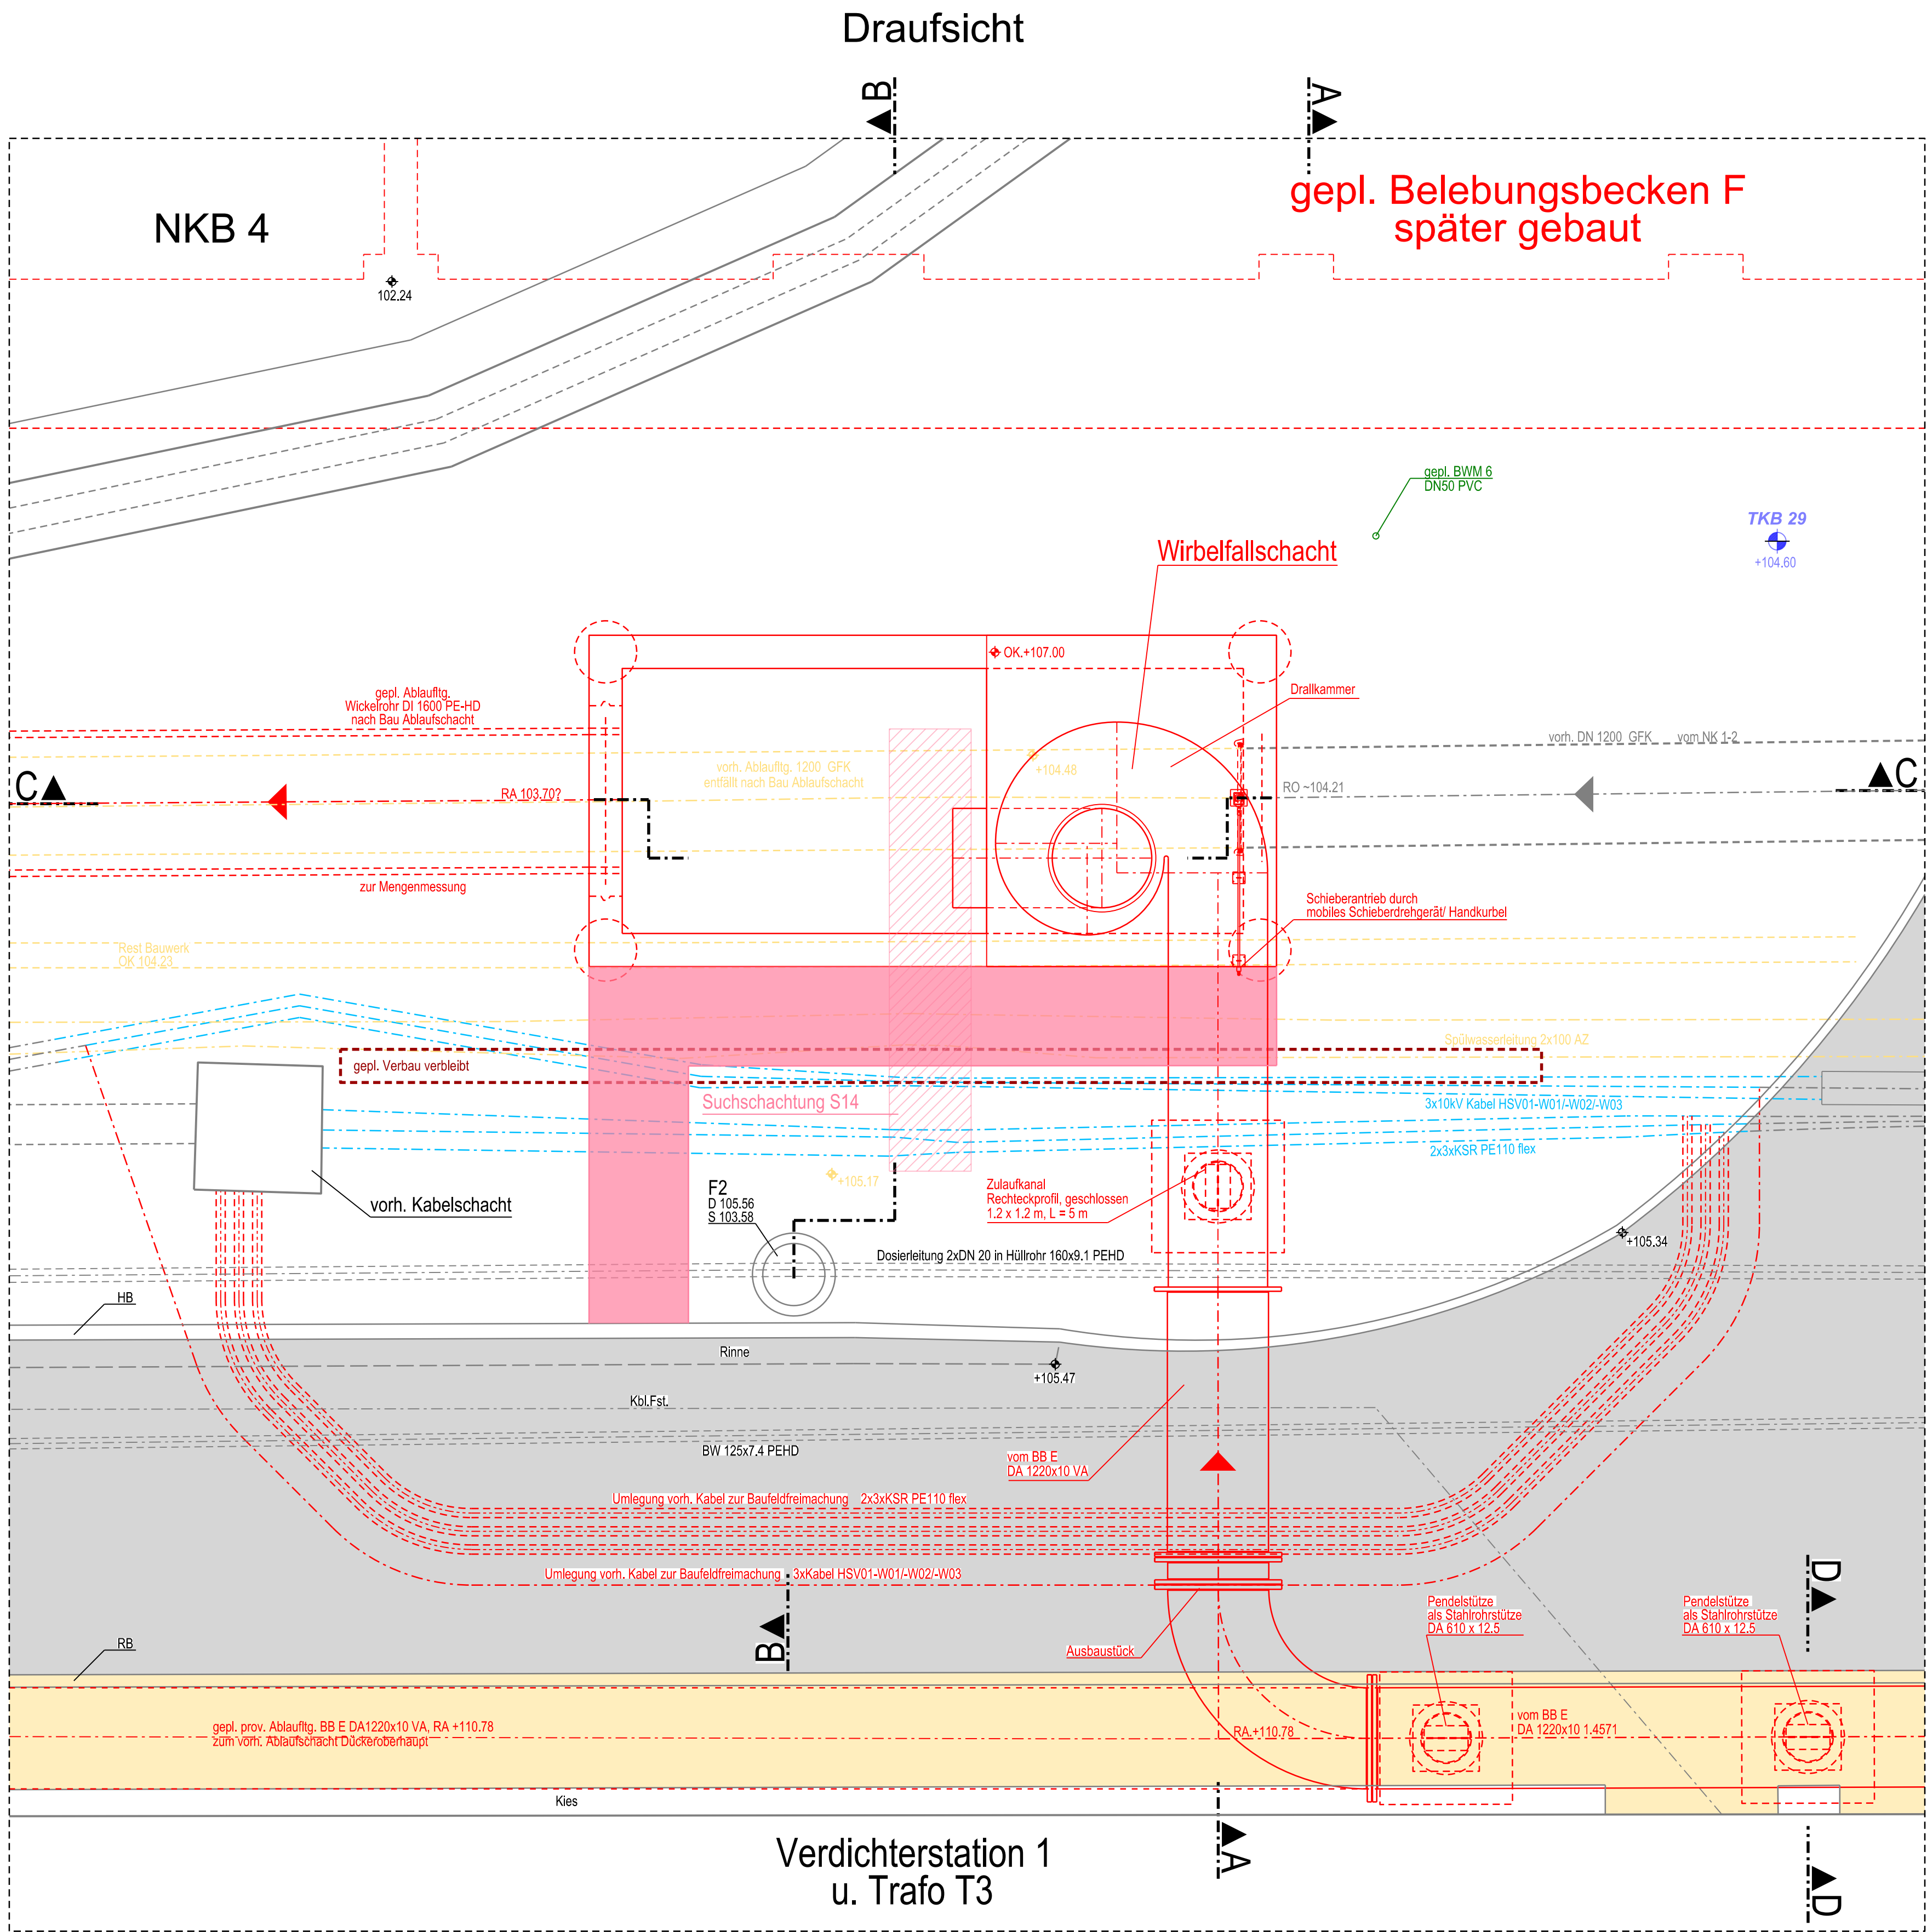 Draufsicht
B
A
NKB 4
gepl. Belebungsbecken F
später gebaut
102.24
gepl. BWM 6
DN50 PVC
TKB 29
+104.60
Wirbelfallschacht
OK.+107.00
Drallkammer
gepl. Ablaufltg.
Wickelrohr DI 1600 PE-HD
nach Bau Ablaufschacht
vorh. DN 1200 GFK vom NK 1-2
vorh. Ablaufltg. 1200 GFK
entfällt nach Bau Ablaufschacht
+104.48
C
RA 103.70?
RO ~104.21
C
zur Mengenmessung
Schieberantrieb durch
mobiles Schieberdrehgerät/ Handkurbel
Rest Bauwerk
OK 104.23
Spülwasserleitung 2x100 AZ
gepl. Verbau verbleibt
Suchschachtung S14
3x10kV Kabel HSV01-W01/-W02/-W03
2x3xKSR PE110 flex
+105.17
F2
D 105.56
S 103.58
Zulaufkanal
Rechteckprofil, geschlossen
1.2 x 1.2 m, L = 5 m
vorh. Kabelschacht
+105.34
Dosierleitung 2xDN 20 in Hüllrohr 160x9.1 PEHD
HB
Rinne
+105.47
Kbl.Fst.
BW 125x7.4 PEHD
vom BB E
DA 1220x10 VA
Umlegung vorh. Kabel zur Baufeldfreimachung 2x3xKSR PE110 flex
Umlegung vorh. Kabel zur Baufeldfreimachung 3xKabel HSV01-W01/-W02/-W03
D
Pendelstütze
als Stahlrohrstütze
DA 610 x 12.5
Pendelstütze
als Stahlrohrstütze
DA 610 x 12.5
RB
B
Ausbaustück
gepl. prov. Ablaufltg. BB E DA1220x10 VA, RA +110.78
zum vorh. Ablaufschacht Dückeroberhaupt
RA.+110.78
vom BB E
DA 1220x10 1.4571
Kies
Verdichterstation 1
u. Trafo T3
A
D